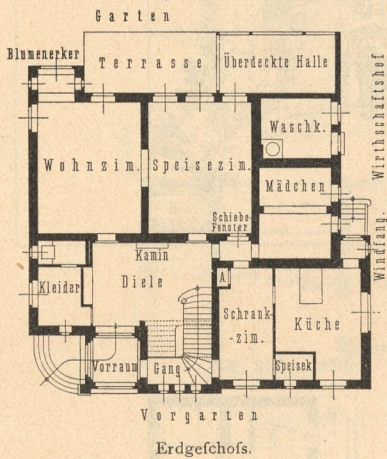 Garten
Blumenerker
Terrasse
Überdeckte Halle
Wirthschaftshof
Waschk.
Wohnzim.
Speisezim.
Mädchen
Schiebe-
Fenster
Windfang.
Kamin
Kleider
Diele
A
Schrank-
-zim.
Küche
Vorraum
Gang
Speisek
Vorgarten
Erdgeſchoſs.